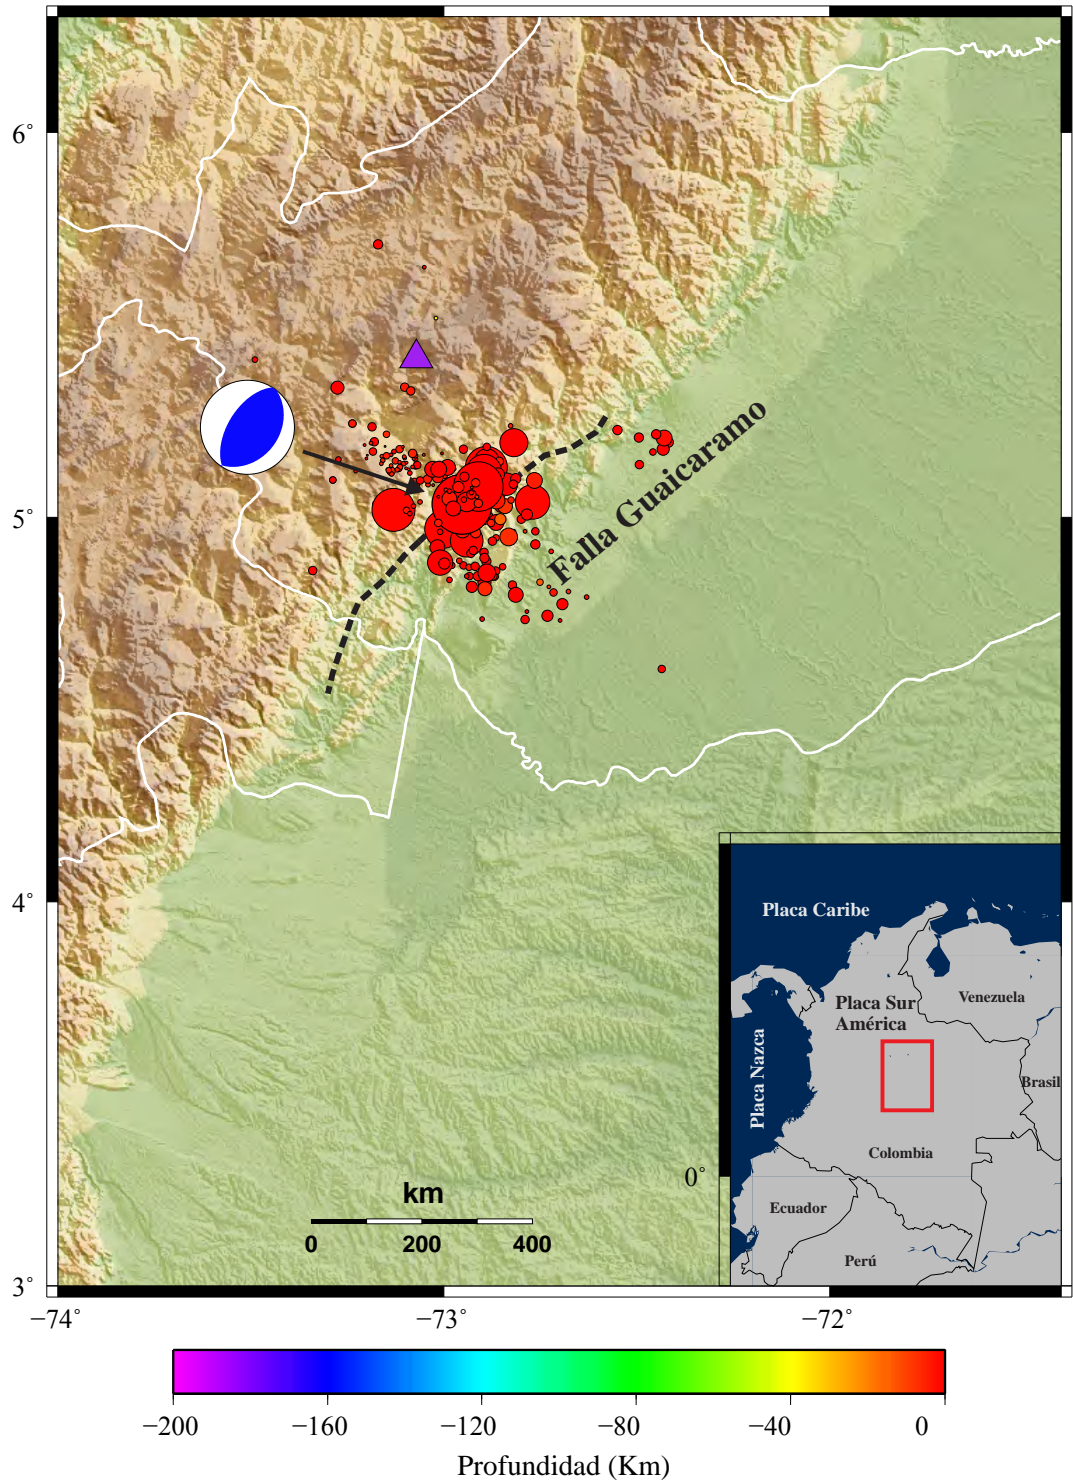 6°
5°
Falla Guaicaramo
4°
Placa Caribe
Placa Sur
América
Venezuela
Placa Nazca
Brasil
Colombia
0°
Ecuador
Perú
km
0 200 400
3°
−74° −73° −72°
−200 −160 −120 −80 −40 0
Profundidad (Km)